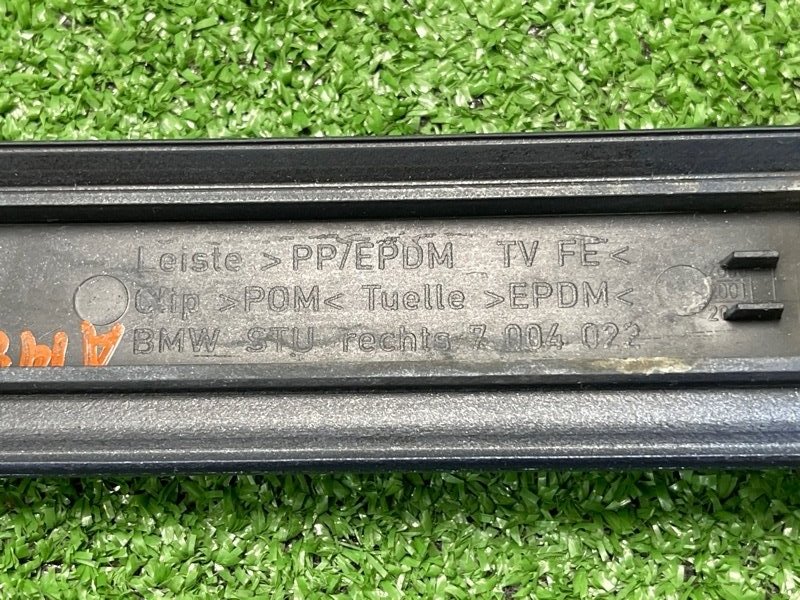 Leiste >PP/EPDM TV FE<
Clip >POM< Tuelle >EPDM<
BMW STU rechts 7 004 022